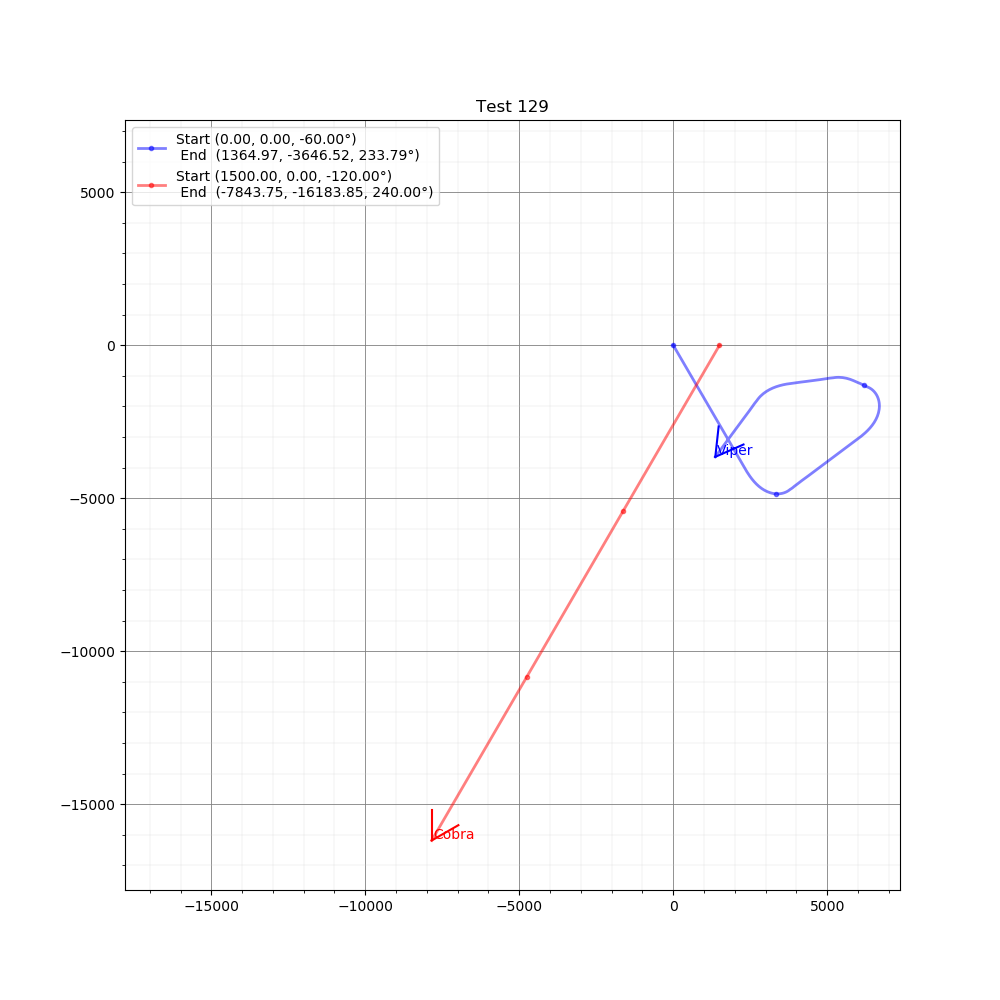 Test 129
Start (0.00, 0.00, -60.00°)
End (1364.97, -3646.52, 233.79°)
Start (1500.00, 0.00, -120.00°)
End (-7843.75, -16183.85, 240.00°)
5000
0
−5000
−10000
−15000
Viper
Cobra
−15000
−10000
−5000
0
5000